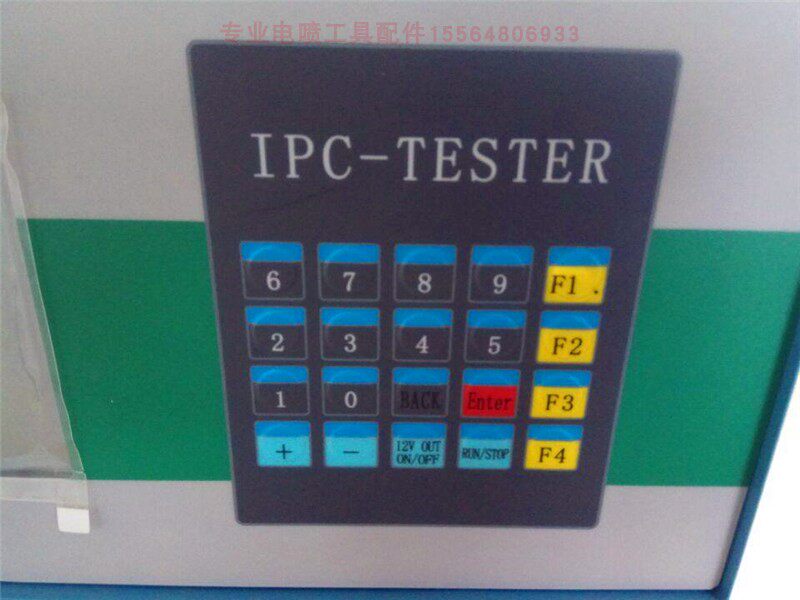 专业电喷工具配件15564806933
IPC-TESTER
6 7 8 9 F1 .
2 3 4 5 F2
1 0 BACK Enter F3
+ - 12V OUT ON/OFF RUN/STOP F4